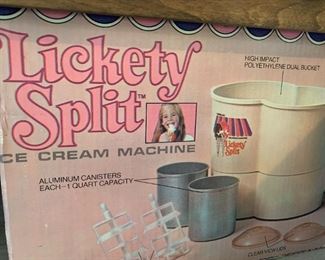 Lickety
Split™
ICE CREAM MACHINE
HIGH IMPACT
POLYETHYLENE DUAL BUCKET
Lickety
Split
ALUMINUM CANISTERS
EACH-1 QUART CAPACITY
CLEAR VIEW LIDS